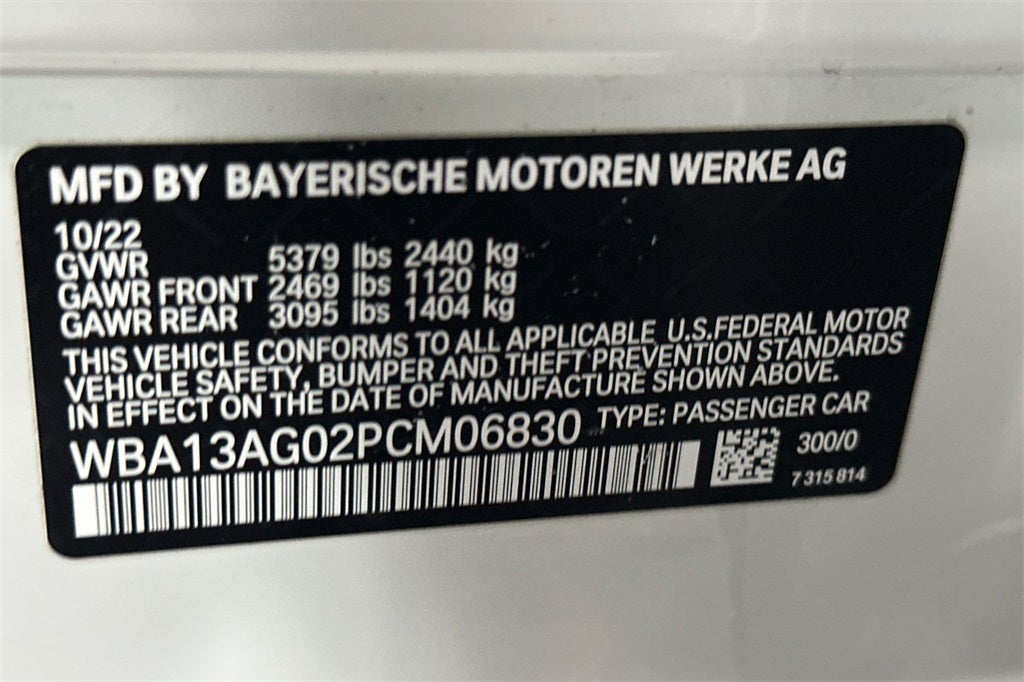 MFD BY BAYERISCHE MOTOREN WERKE AG
10/22
GVWR 5379 lbs 2440 kg
GAWR FRONT 2469 lbs 1120 kg
GAWR REAR 3095 lbs 1404 kg
THIS VEHICLE CONFORMS TO ALL APPLICABLE U.S.FEDERAL MOTOR
VEHICLE SAFETY, BUMPER AND THEFT PREVENTION STANDARDS
IN EFFECT ON THE DATE OF MANUFACTURE SHOWN ABOVE.
WBA13AG02PCM06830 TYPE: PASSENGER CAR
300/0
7 315 814